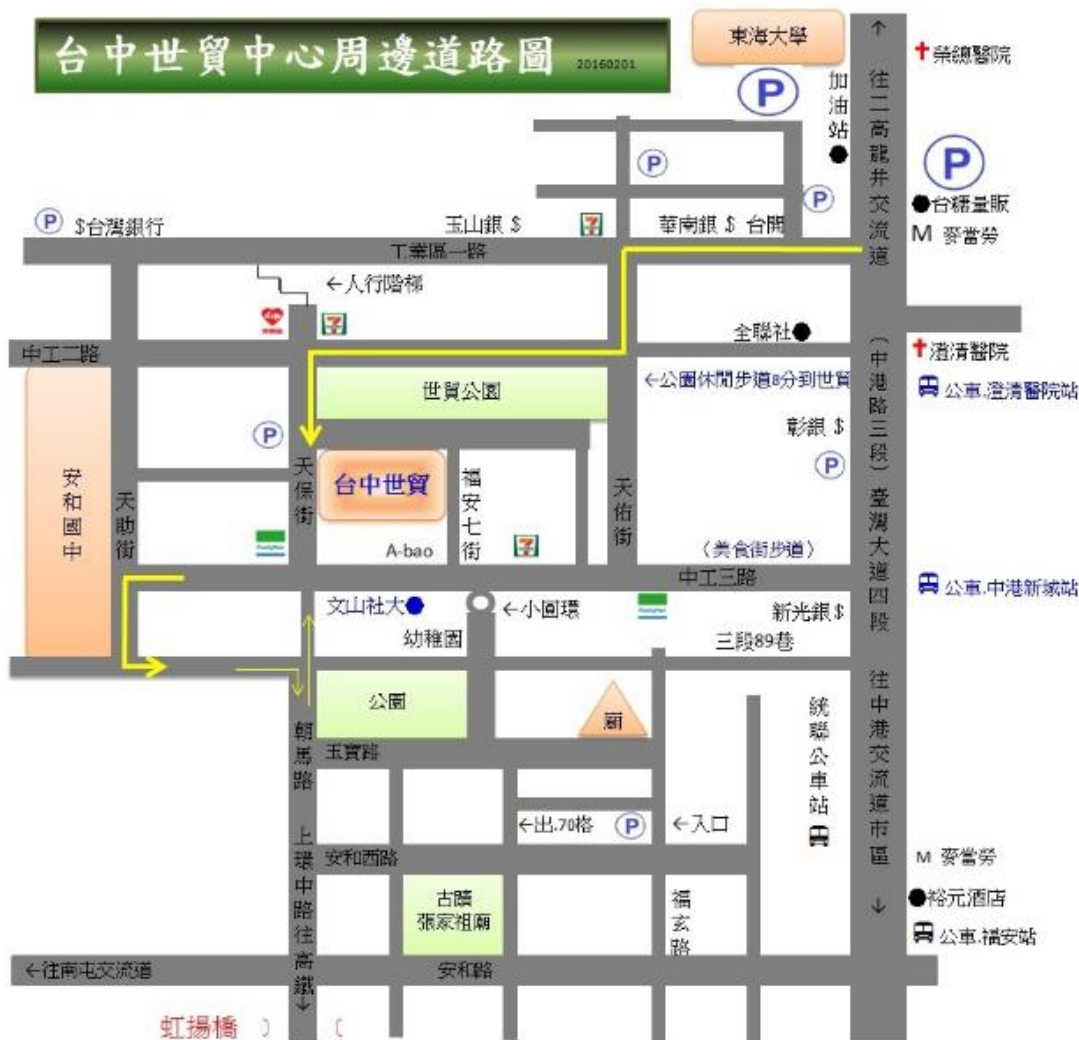 台中世貿中心周邊道路圖 20160201
東海大學
P
加油站
↑ 往二高龍井交流道
榮總醫院
P
台糖量販
M 麥當勞
P
P
P $台灣銀行
玉山銀 $
7
華南銀 $ 台開
工業區一路
←人行階梯
7
全聯社
中工二路
澄清醫院
公車.澄清醫院站
世貿公園
←公園休閒步道8分到世貿
彰銀 $
P
P
(中港路三段)臺灣大道四段
安和國中
天助街
天保街
台中世貿
福安七街
天佑街
A-bao
7
FamilyMart
(美食街步道)
中工三路
公車.中港新城站
文山社大
←小圓環
幼稚園
新光銀 $
三段89巷
公園
廟
朝馬路
玉寶路
統聯公車站
往中港交流道市區 ↓
←出.70格
P
←入口
上環中路往高鐵↓
安和西路
M 麥當勞
古蹟
張家祖廟
福玄路
裕元酒店
公車.福安站
←往南屯交流道
安和路
虹揚橋 ) (